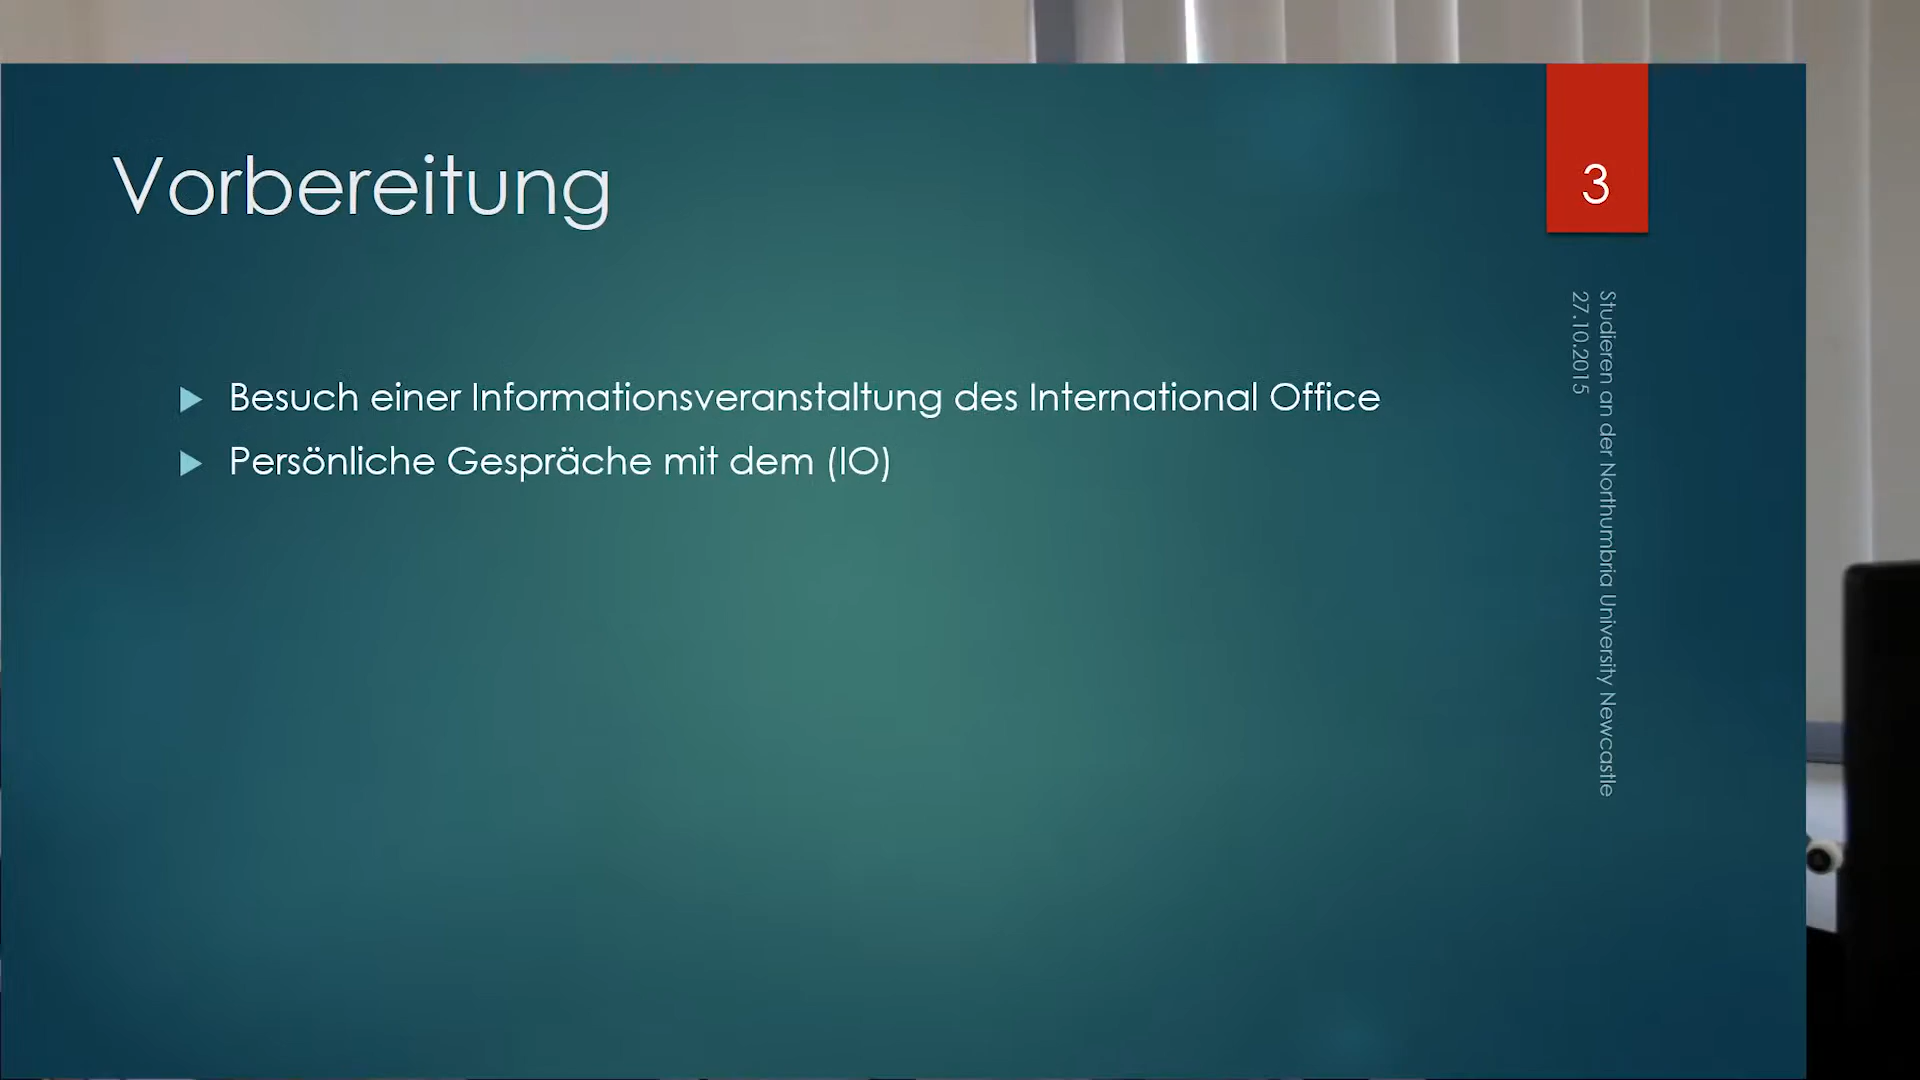 Vorbereitung
3
Besuch einer Informationsveranstaltung des International Office
Persönliche Gespräche mit dem (IO)
Studieren an der Northumbria University Newcastle
27.10.2015